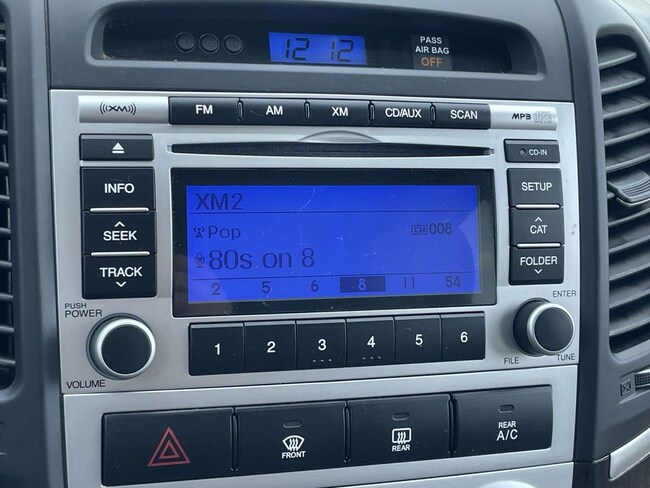 12 12
PASS
AIR BAG
OFF
((XM))
FM AM XM CD/AUX SCAN
MP3
CD-IN
INFO
SETUP
SEEK
CAT
TRACK
FOLDER
XM2
Pop CH 008
80s on 8
2 5 6 8 11 54
PUSH
POWER
ENTER
1 2 3 4 5 6
VOLUME
FILE TUNE
FRONT
REAR
REAR
A/C